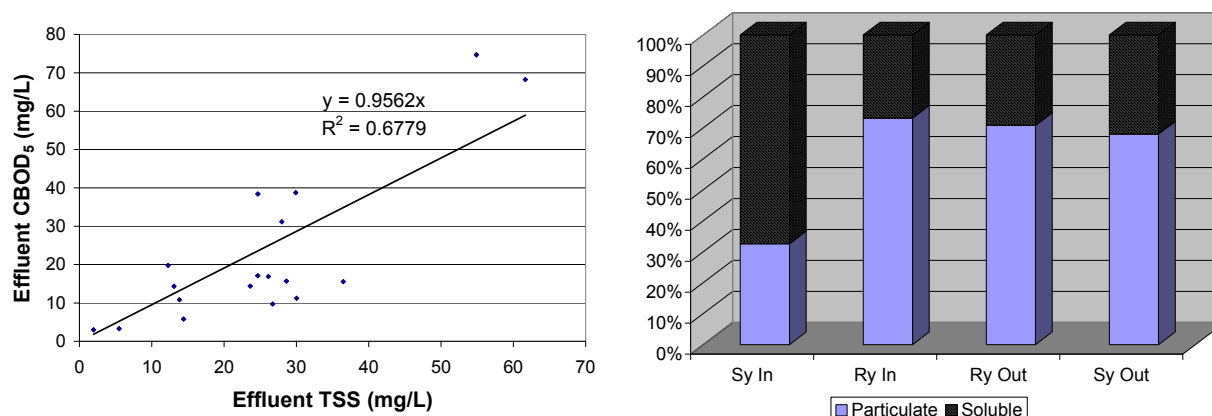 80
70
60
50
40
30
20
10
0
Effluent CBOD₅ (mg/L)
y = 0.9562x
R² = 0.6779
0 10 20 30 40 50 60 70
Effluent TSS (mg/L)
100%
90%
80%
70%
60%
50%
40%
30%
20%
10%
0%
Sy In Ry In Ry Out Sy Out
Particulate Soluble